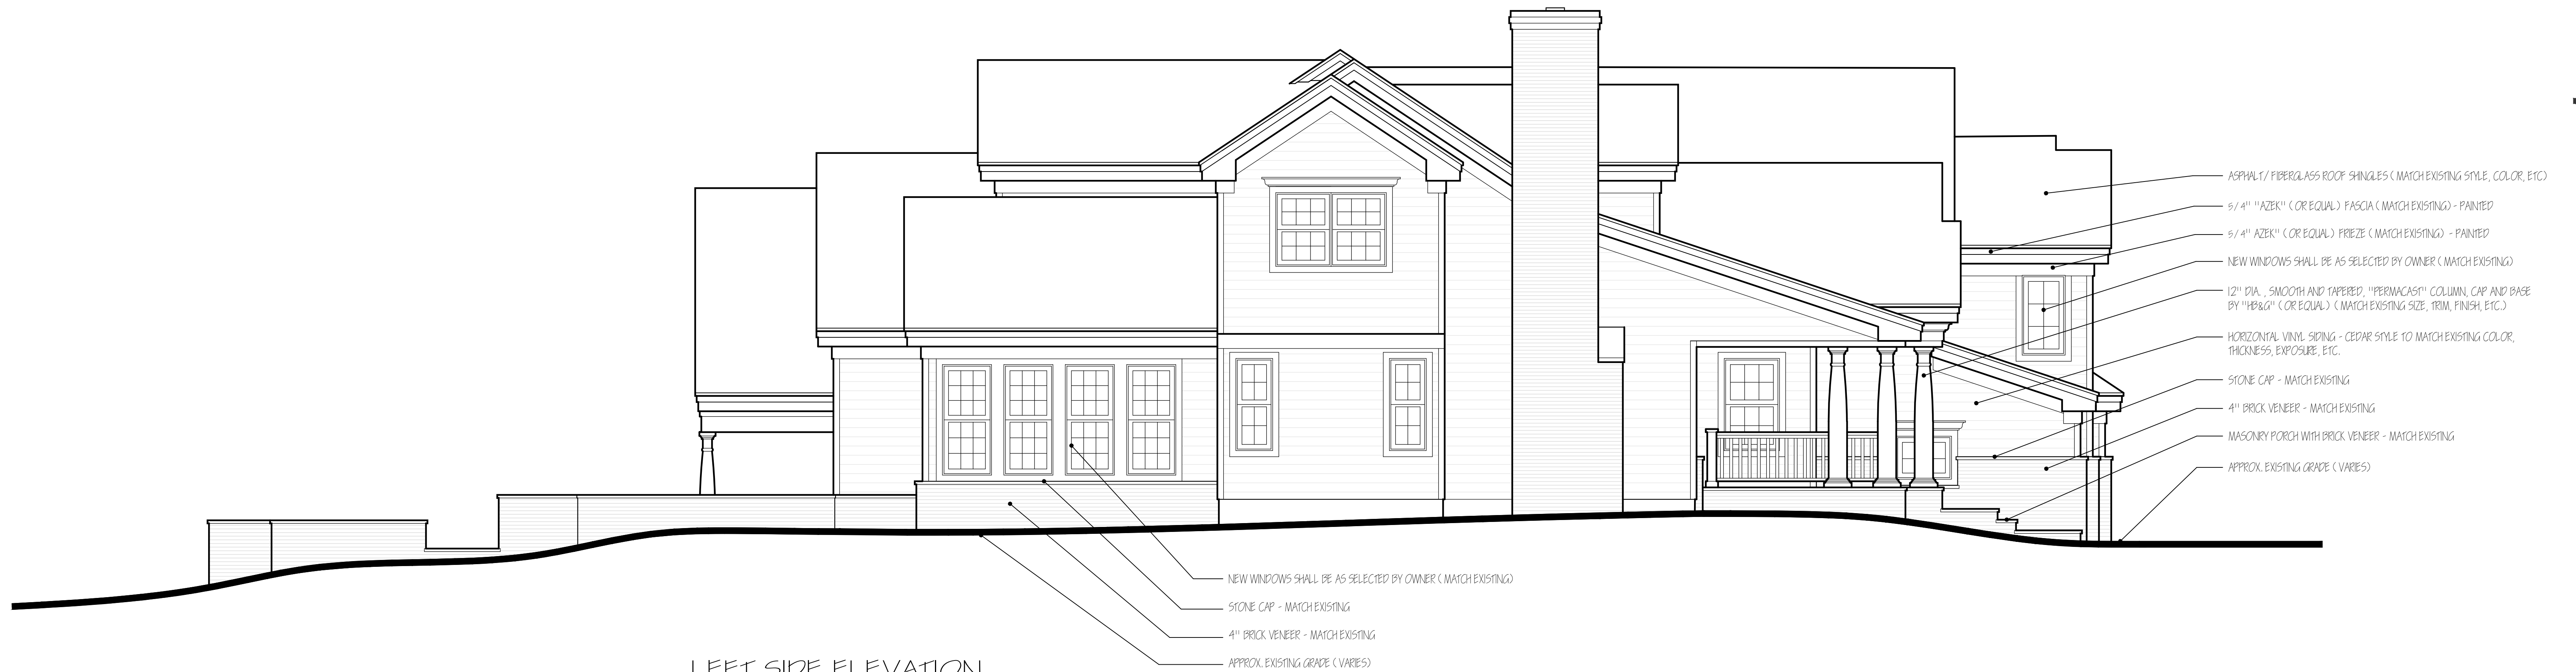 ASPHALT/ FIBERGLASS ROOF SHINGLES ( MATCH EXISTING STYLE, COLOR, ETC)
5/4" "AZEK" ( OR EQUAL) FASCIA ( MATCH EXISTING) - PAINTED
5/4" AZEK" ( OR EQUAL) FRIEZE ( MATCH EXISTING) - PAINTED
NEW WINDOWS SHALL BE AS SELECTED BY OWNER ( MATCH EXISTING)
12" DIA. , SMOOTH AND TAPERED, "PERMACAST" COLUMN, CAP AND BASE
BY "HB&G" ( OR EQUAL) ( MATCH EXISTING SIZE, TRIM, FINISH, ETC.)
HORIZONTAL VINYL SIDING - CEDAR STYLE TO MATCH EXISTING COLOR,
THICKNESS, EXPOSURE, ETC.
STONE CAP - MATCH EXISTING
4" BRICK VENEER - MATCH EXISTING
MASONRY PORCH WITH BRICK VENEER - MATCH EXISTING
APPROX. EXISTING GRADE ( VARIES)
NEW WINDOWS SHALL BE AS SELECTED BY OWNER ( MATCH EXISTING)
STONE CAP - MATCH EXISTING
4" BRICK VENEER - MATCH EXISTING
APPROX. EXISTING GRADE ( VARIES)
LEFT SIDE ELEVATION